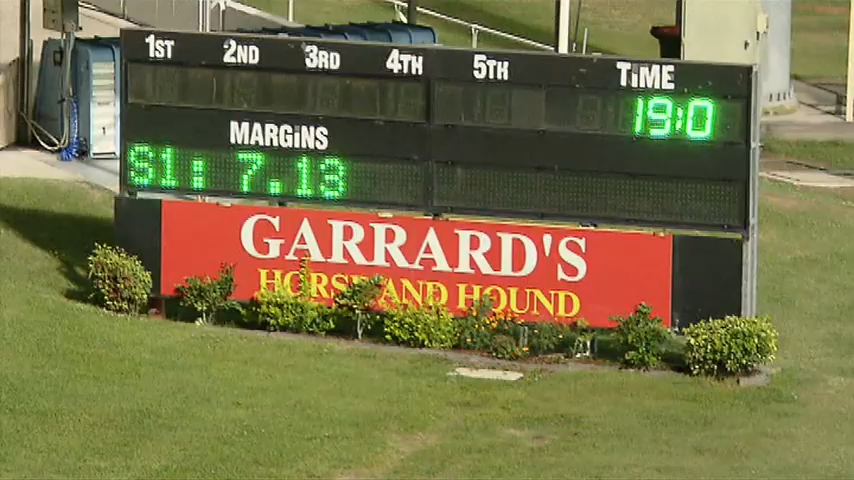 1ST 2ND 3RD 4TH 5TH TIME
19:0
MARGINS
S1: 7.13
GARRARD'S
HORSE AND HOUND